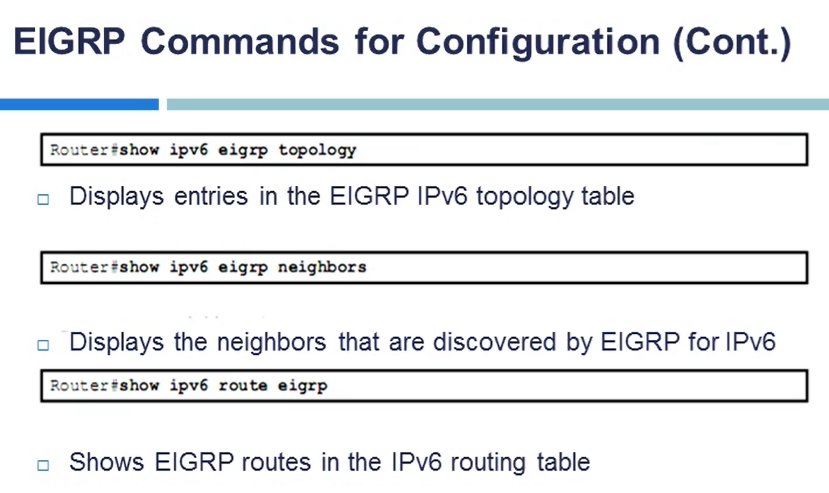 EIGRP Commands for Configuration (Cont.)
Router#show ipv6 eigrp topology
Displays entries in the EIGRP IPv6 topology table
Router#show ipv6 eigrp neighbors
Displays the neighbors that are discovered by EIGRP for IPv6
Router#show ipv6 route eigrp
Shows EIGRP routes in the IPv6 routing table